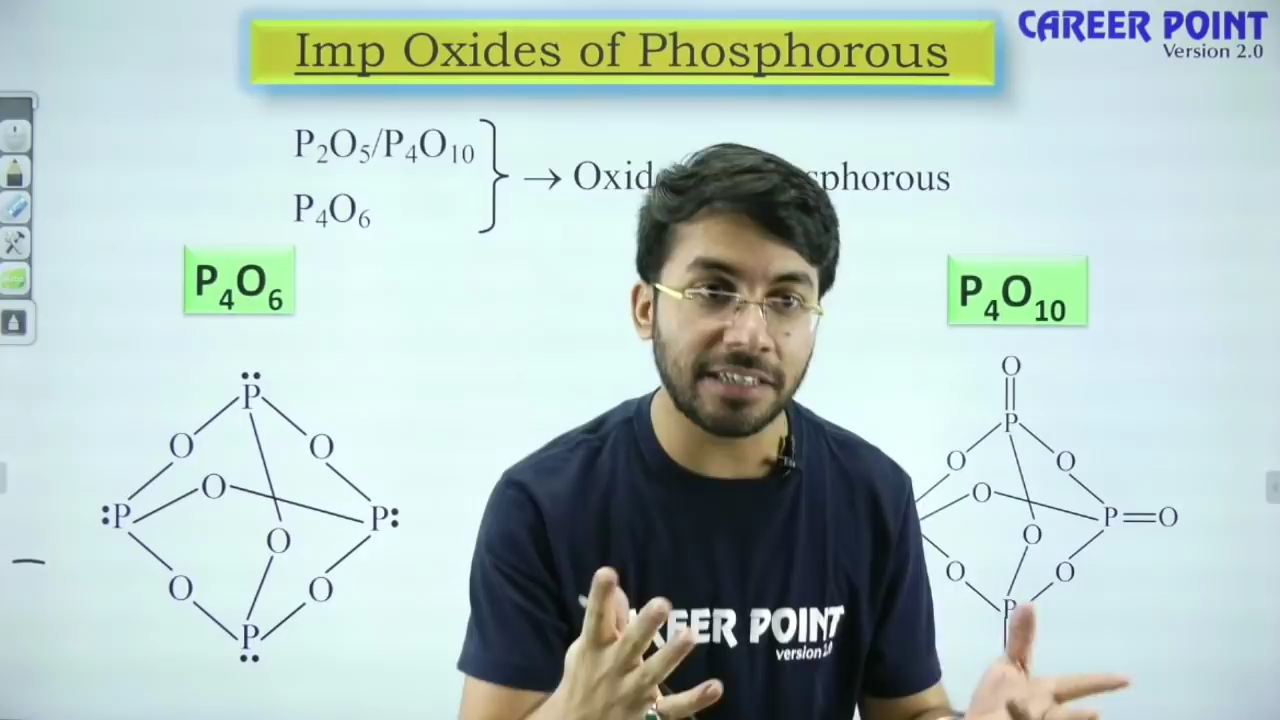 Imp Oxides of Phosphorous
CAREER POINT
Version 2.0
P₂O₅/P₄O₁₀
P₄O₆
→ Oxid phorous
P₄O₆
P₄O₁₀
P
O O
O
P P
O
O O
P
O
P
O O
O
P=O
O
O O
P
CAREER POINT
version 2.0